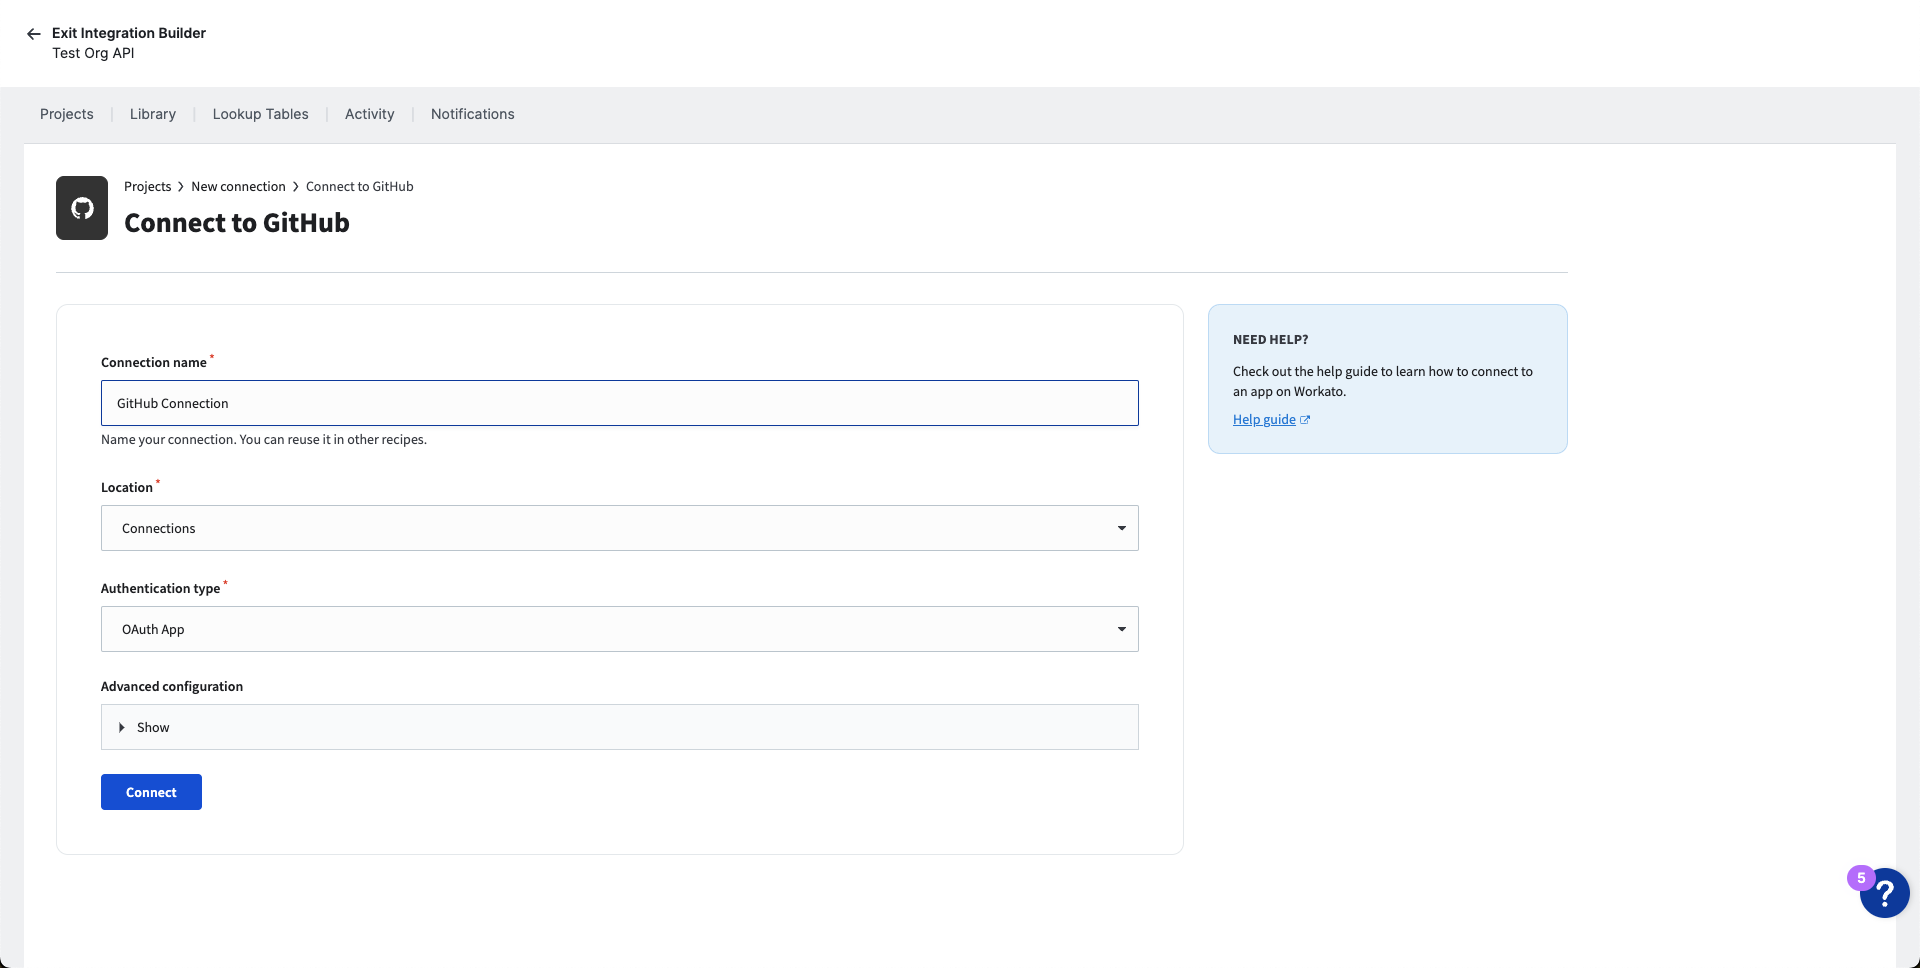 Exit Integration Builder
Test Org API
Projects | Library | Lookup Tables | Activity | Notifications
Projects > New connection > Connect to GitHub
Connect to GitHub
Connection name *
GitHub Connection
Name your connection. You can reuse it in other recipes.
Location *
Connections
Authentication type *
OAuth App
Advanced configuration
Show
Connect
NEED HELP?
Check out the help guide to learn how to connect to
an app on Workato.
Help guide
5
?